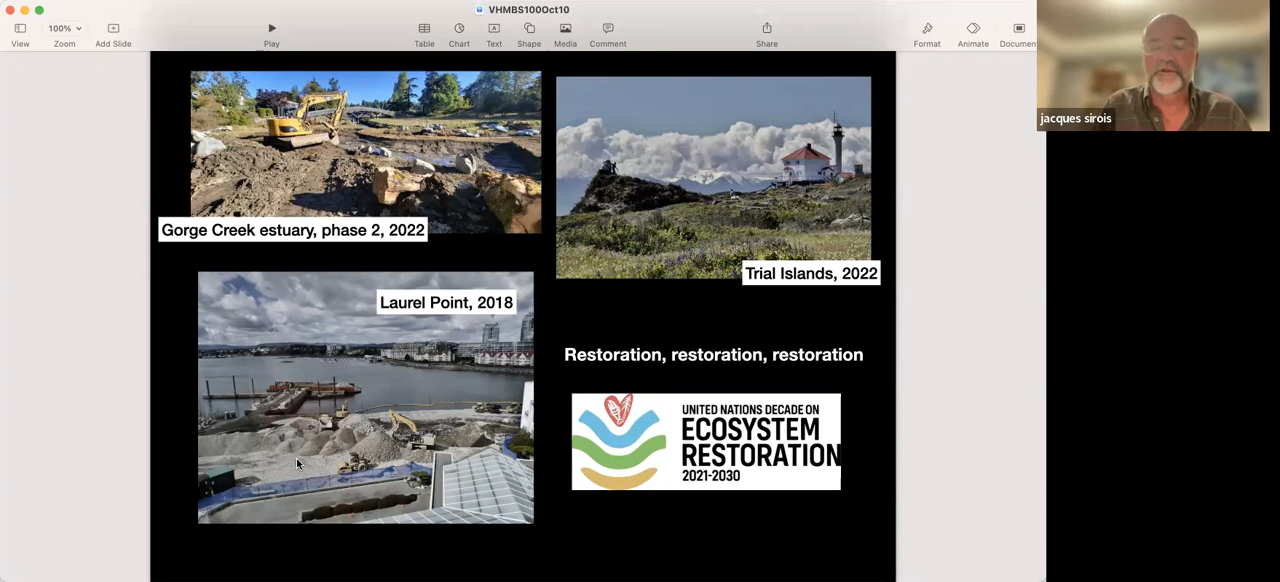 VHMBS100Oct10
100%
View
Zoom
Add Slide
Play
Table
Chart
Text
Shape
Media
Comment
Share
Format
Animate
Documen
jacques sirois
Gorge Creek estuary, phase 2, 2022
Trial Islands, 2022
Laurel Point, 2018
Restoration, restoration, restoration
UNITED NATIONS DECADE ON
ECOSYSTEM
RESTORATION
2021-2030